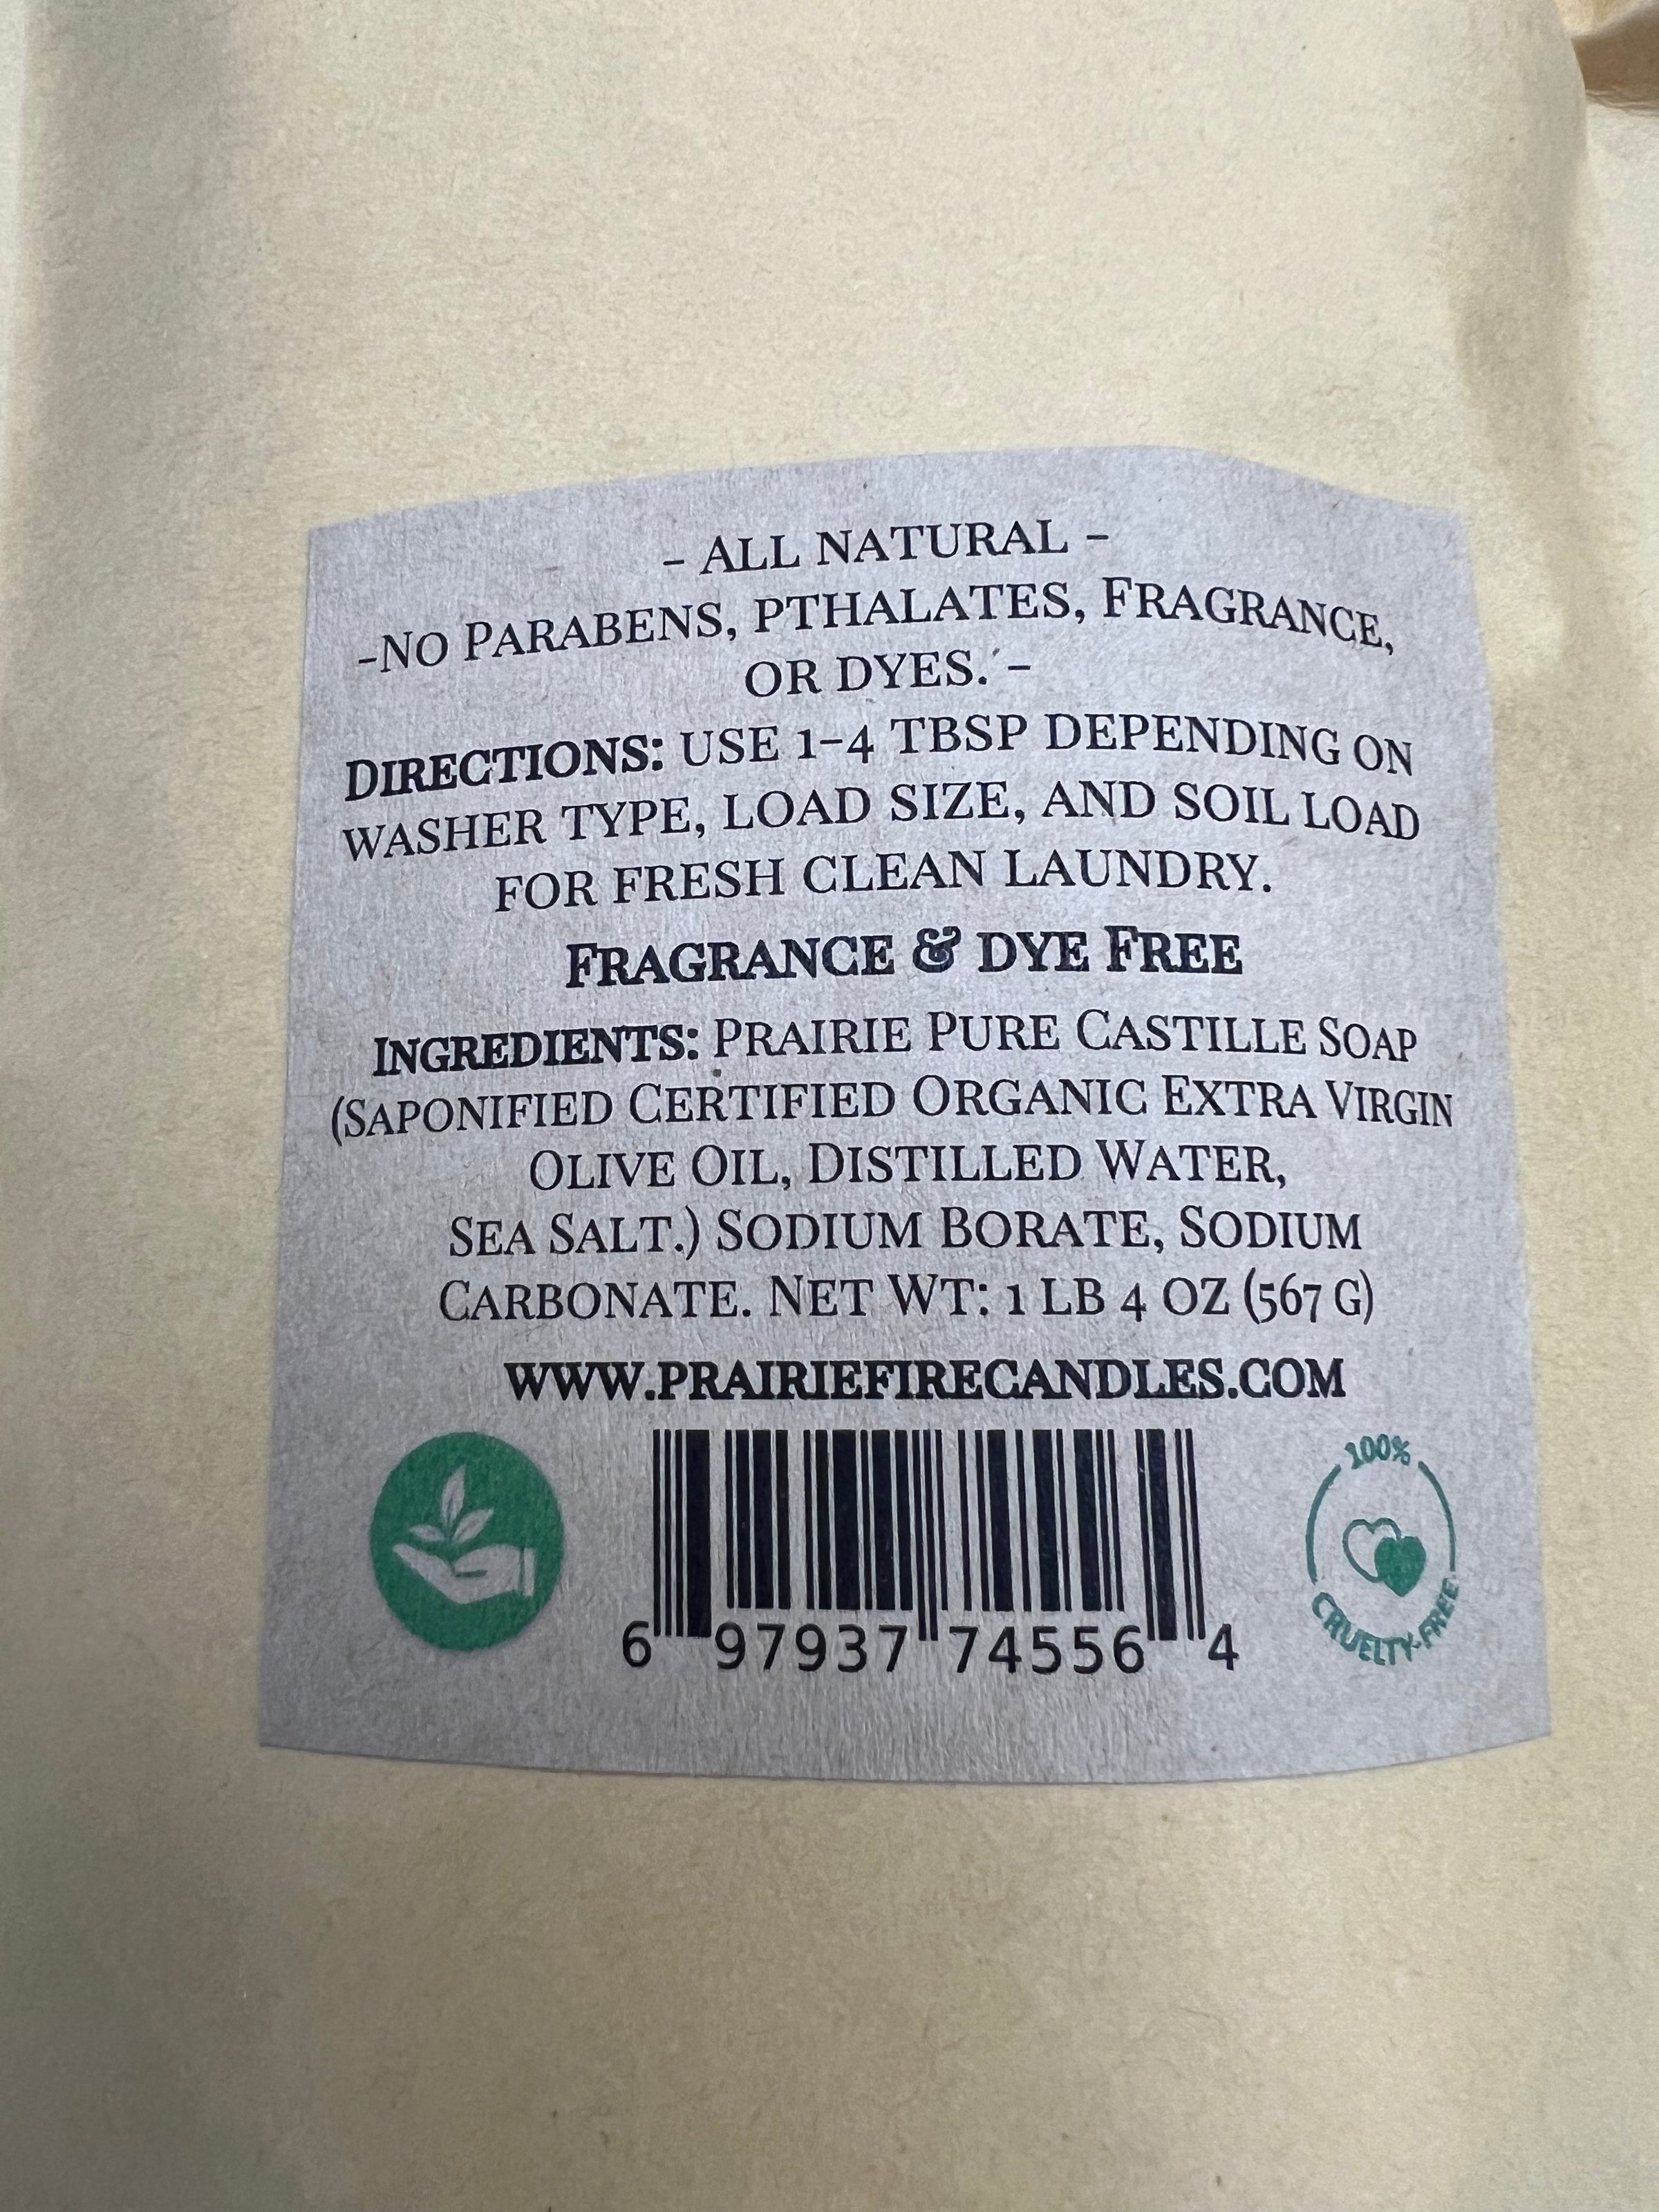 - ALL NATURAL -
-NO PARABENS, PTHALATES, FRAGRANCE,
OR DYES. -
DIRECTIONS: USE 1-4 TBSP DEPENDING ON
WASHER TYPE, LOAD SIZE, AND SOIL LOAD
FOR FRESH CLEAN LAUNDRY.
FRAGRANCE & DYE FREE
INGREDIENTS: PRAIRIE PURE CASTILLE SOAP
(SAPONIFIED CERTIFIED ORGANIC EXTRA VIRGIN
OLIVE OIL, DISTILLED WATER,
SEA SALT.) SODIUM BORATE, SODIUM
CARBONATE. NET WT: 1 LB 4 OZ (567 G)
WWW.PRAIRIEFIRECANDLES.COM
100%
CRUELTY-FREE
6 97937 74556 4